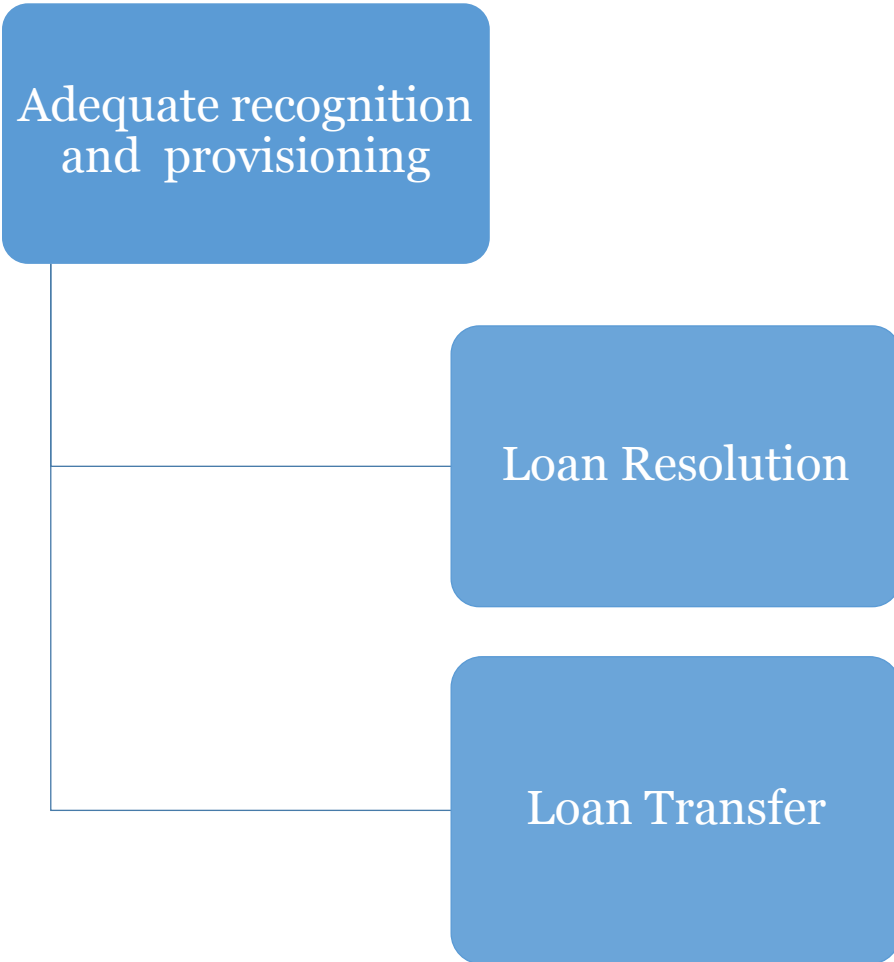 Adequate recognition
and  provisioning
Loan Resolution
Loan Transfer